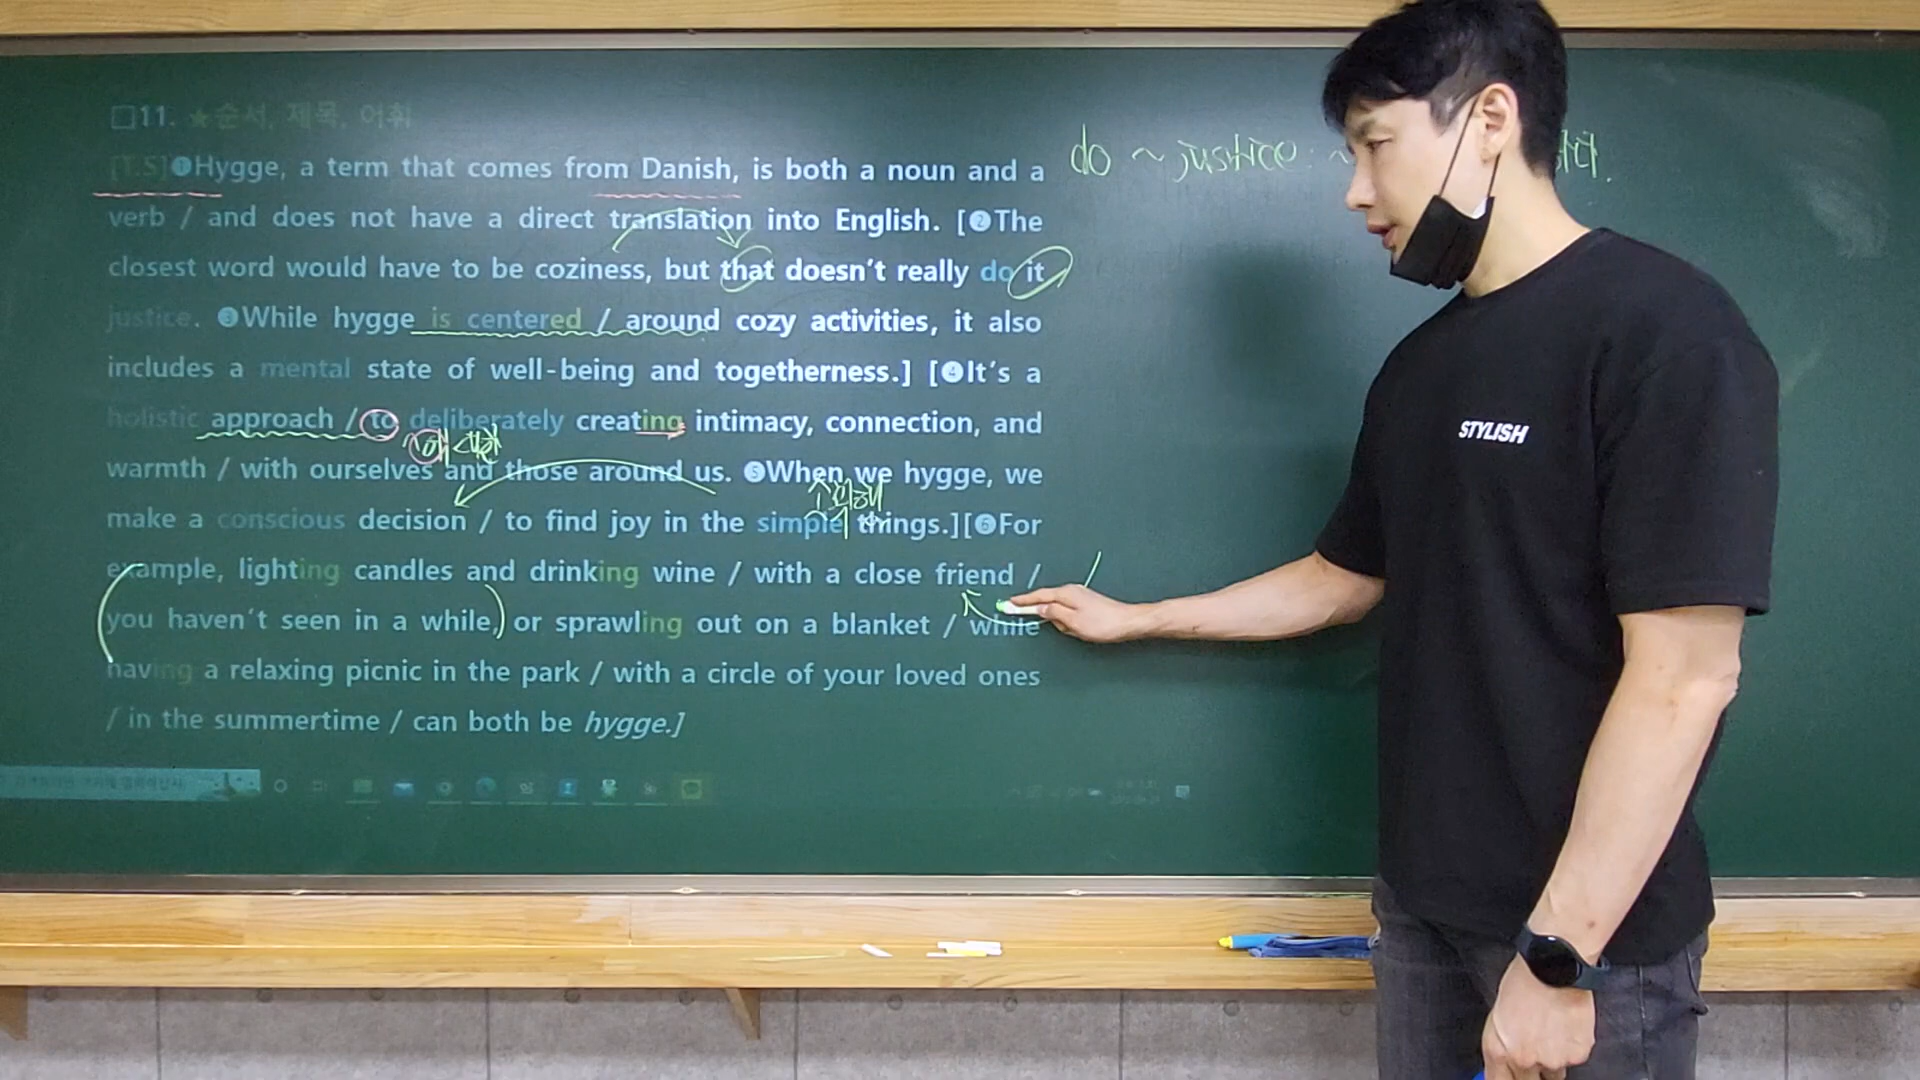 □11. ★순서, 제목, 어휘
[T.S]❶Hygge, a term that comes from Danish, is both a noun and a
verb / and does not have a direct translation into English. [❷The
closest word would have to be coziness, but that doesn't really do it
justice. ❸While hygge is centered / around cozy activities, it also
includes a mental state of well-being and togetherness.] [❹It's a
holistic approach / to deliberately creating intimacy, connection, and
warmth / with ourselves and those around us. ❺When we hygge, we
make a conscious decision / to find joy in the simple things.][❻For
example, lighting candles and drinking wine / with a close friend /
you haven't seen in a while, or sprawling out on a blanket / while
having a relaxing picnic in the park / with a circle of your loved ones
/ in the summertime / can both be hygge.]
do ~ justice
STYLISH